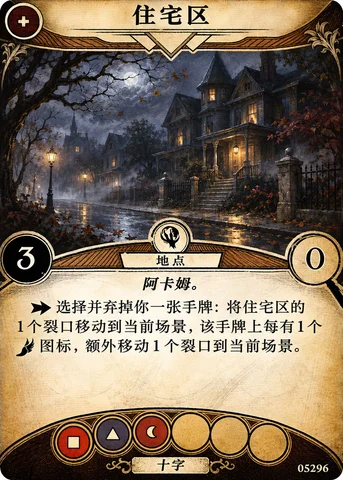 住宅区
3
地点
0
阿卡姆。
选择并弃掉你一张手牌：将住宅区的
1个裂口移动到当前场景，该手牌上每有1个
图标，额外移动1个裂口到当前场景。
十字
05296